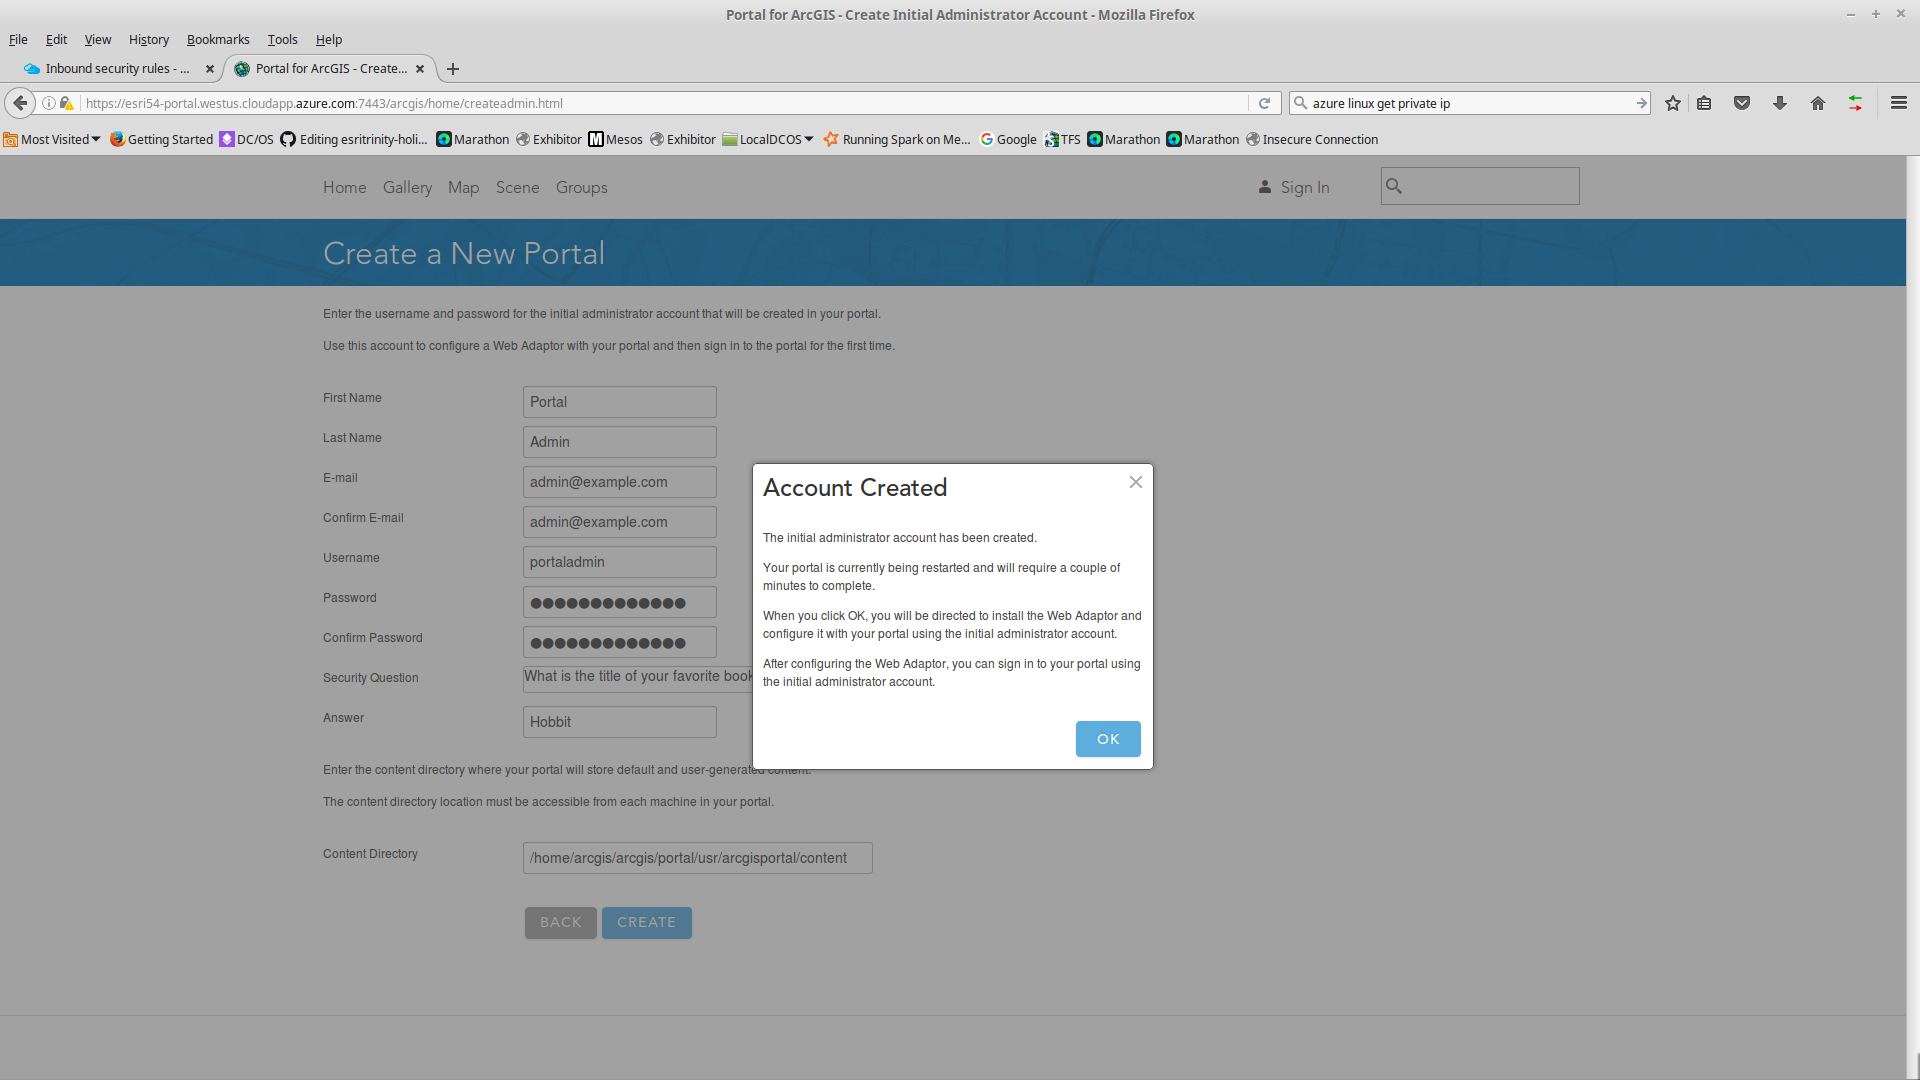 Portal for ArcGIS - Create Initial Administrator Account - Mozilla Firefox
File Edit View History Bookmarks Tools Help
Inbound security rules - ...
Portal for ArcGIS - Create...
https://esri54-portal.westus.cloudapp.azure.com:7443/arcgis/home/createadmin.html
azure linux get private ip
Most Visited Getting Started DC/OS Editing esritrinity-holi... Marathon Exhibitor Mesos Exhibitor LocalDCOS Running Spark on Me... Google TFS Marathon Marathon Insecure Connection
Home Gallery Map Scene Groups Sign In
Create a New Portal
Enter the username and password for the initial administrator account that will be created in your portal.
Use this account to configure a Web Adaptor with your portal and then sign in to the portal for the first time.
First Name Portal
Last Name Admin
E-mail admin@example.com
Confirm E-mail admin@example.com
Username portaladmin
Password ●●●●●●●●●●●●●
Confirm Password ●●●●●●●●●●●●●
Security Question What is the title of your favorite book
Answer Hobbit
Enter the content directory where your portal will store default and user-generated content.
The content directory location must be accessible from each machine in your portal.
Content Directory /home/arcgis/arcgis/portal/usr/arcgisportal/content
BACK CREATE
Account Created
The initial administrator account has been created.
Your portal is currently being restarted and will require a couple of
minutes to complete.
When you click OK, you will be directed to install the Web Adaptor and
configure it with your portal using the initial administrator account.
After configuring the Web Adaptor, you can sign in to your portal using
the initial administrator account.
OK